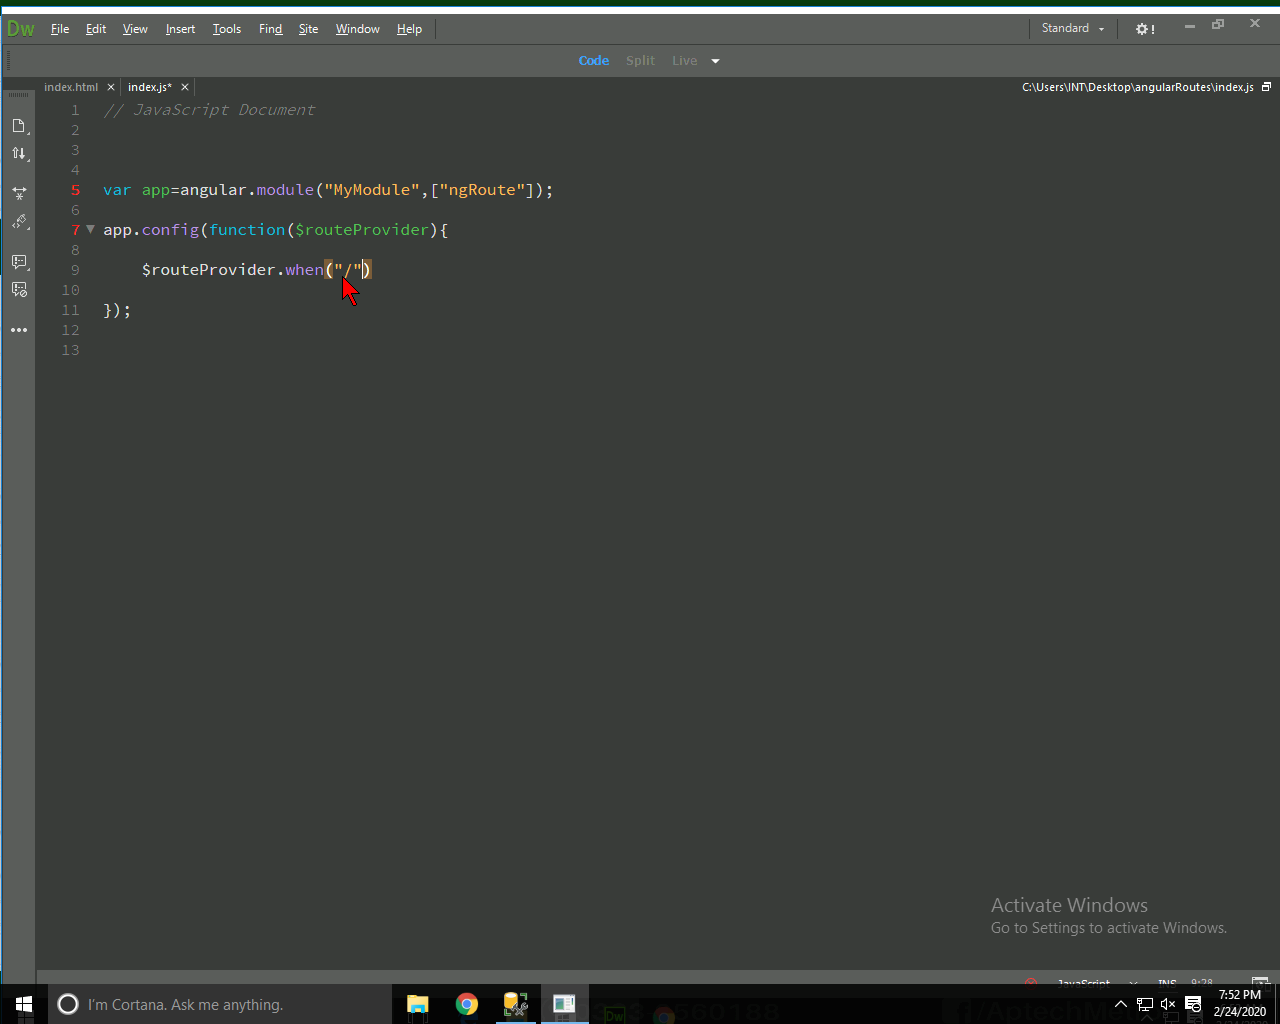 Dw File Edit View Insert Tools Find Site Window Help Standard !
Code Split Live
index.html × index.js* × C:\Users\INT\Desktop\angularRoutes\index.js
1 // JavaScript Document
2
3
4
5 var app=angular.module("MyModule",["ngRoute"]);
6
7 app.config(function($routeProvider){
8
9 $routeProvider.when("/")
10
11 });
12
13
Activate Windows
Go to Settings to activate Windows.
JavaScript INS 9:28
I'm Cortana. Ask me anything.
7:52 PM
2/24/2020